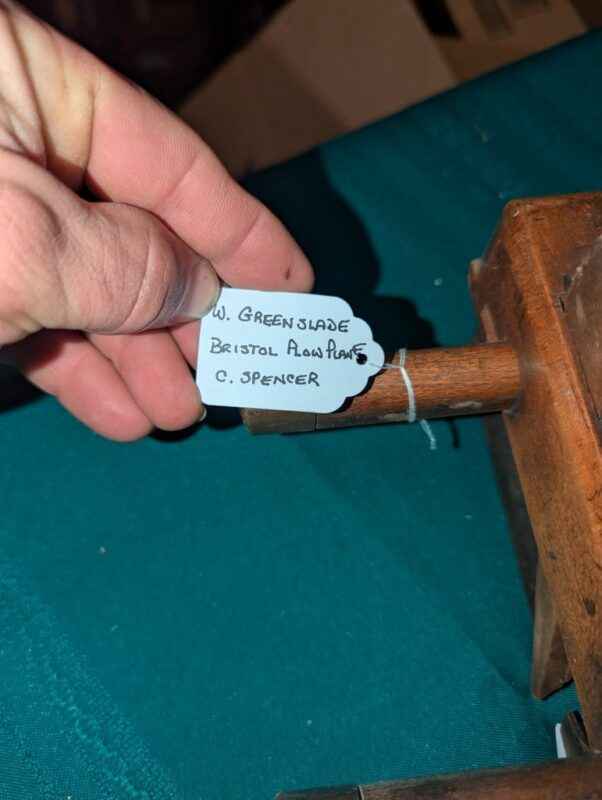 W. GREENSLADE
BRISTOL PLOW PLANE
C. SPENCER